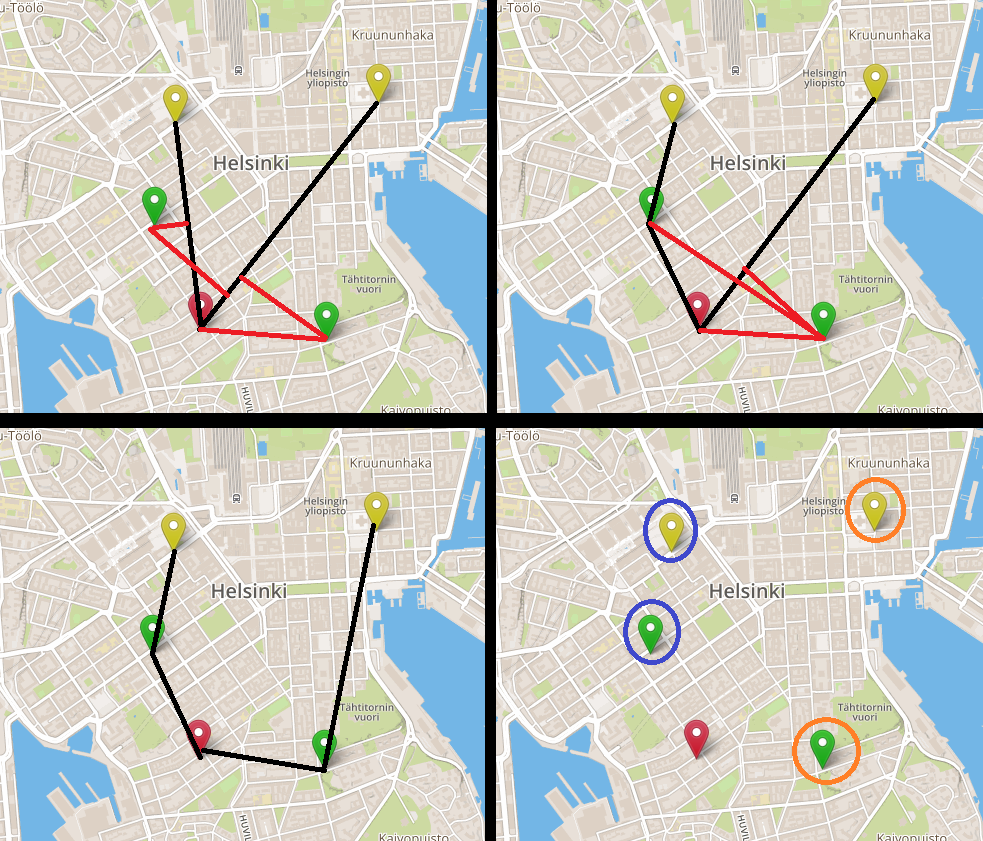 u-Töölö
Kruununhaka
Helsingin
yliopisto
Helsinki
Tähtitornin
vuori
HUVIL
Kaivopuisto
u-Töölö
Kruununhaka
Helsingin
yliopisto
Helsinki
Tähtitornin
vuori
HUVIL
Kaivopuisto
u-Töölö
Kruununhaka
Helsingin
yliopisto
Helsinki
Tähtitornin
vuori
HUVIL
Kaivopuisto
u-Töölö
Kruununhaka
Helsingin
yliopisto
Helsinki
Tähtitornin
vuori
HUVIL
Kaivopuisto